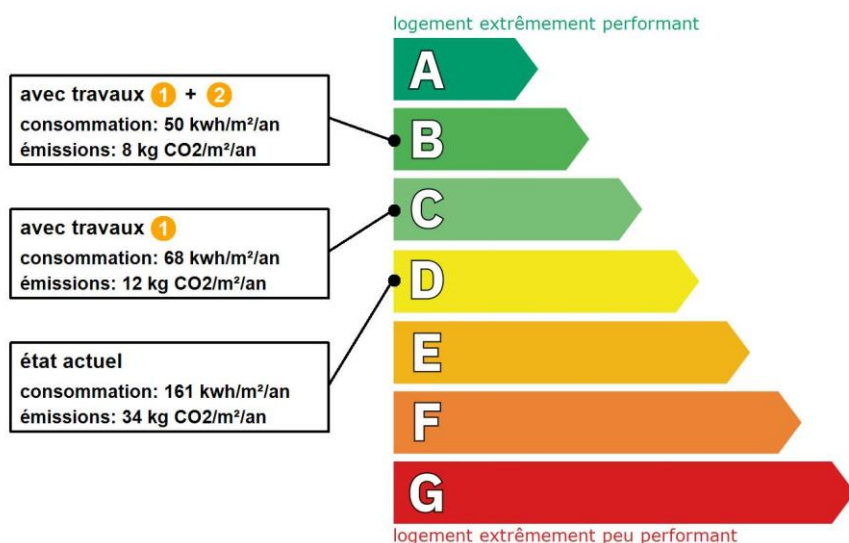 logement extrêmement performant
A
avec travaux 1 + 2
consommation: 50 kwh/m²/an
émissions: 8 kg CO2/m²/an
B
avec travaux 1
consommation: 68 kwh/m²/an
émissions: 12 kg CO2/m²/an
C
D
état actuel
consommation: 161 kwh/m²/an
émissions: 34 kg CO2/m²/an
E
F
G
logement extrêmement peu performant